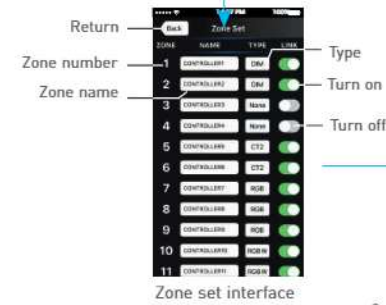 100%
Return
Back
Zone Set
ZONE NAME TYPE LINK
Type
Zone number
1 CONTROLLER1 DIM
Turn on
Zone name
2 CONTROLLER2 DIM
3 CONTROLLER3 None
Turn off
4 CONTROLLER4 None
5 CONTROLLER5 CT2
6 CONTROLLER6 CT2
7 CONTROLLER7 RGB
8 CONTROLLER8 RGB
9 CONTROLLER9 RGB
10 CONTROLLER10 RGBW
11 CONTROLLER11 RGBW
Zone set interface